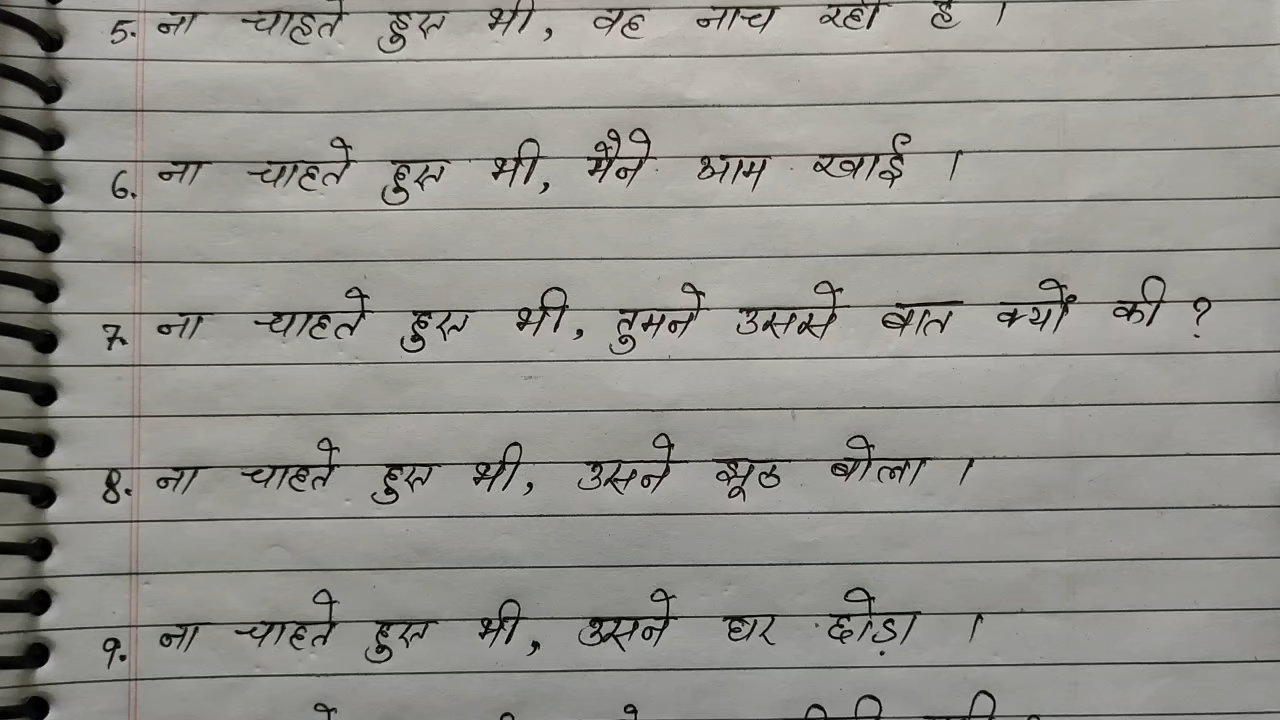 5. ना चाहते हुए भी, वह नाच रहा है ।
6. ना चाहते हुए भी, मैने आम खाई ।
7. ना चाहते हुए भी, तुमने उससे बात क्यों की ?
8. ना चाहते हुए भी, उसने झूठ बोला ।
9. ना चाहते हुए भी, उसने घर छोड़ा ।